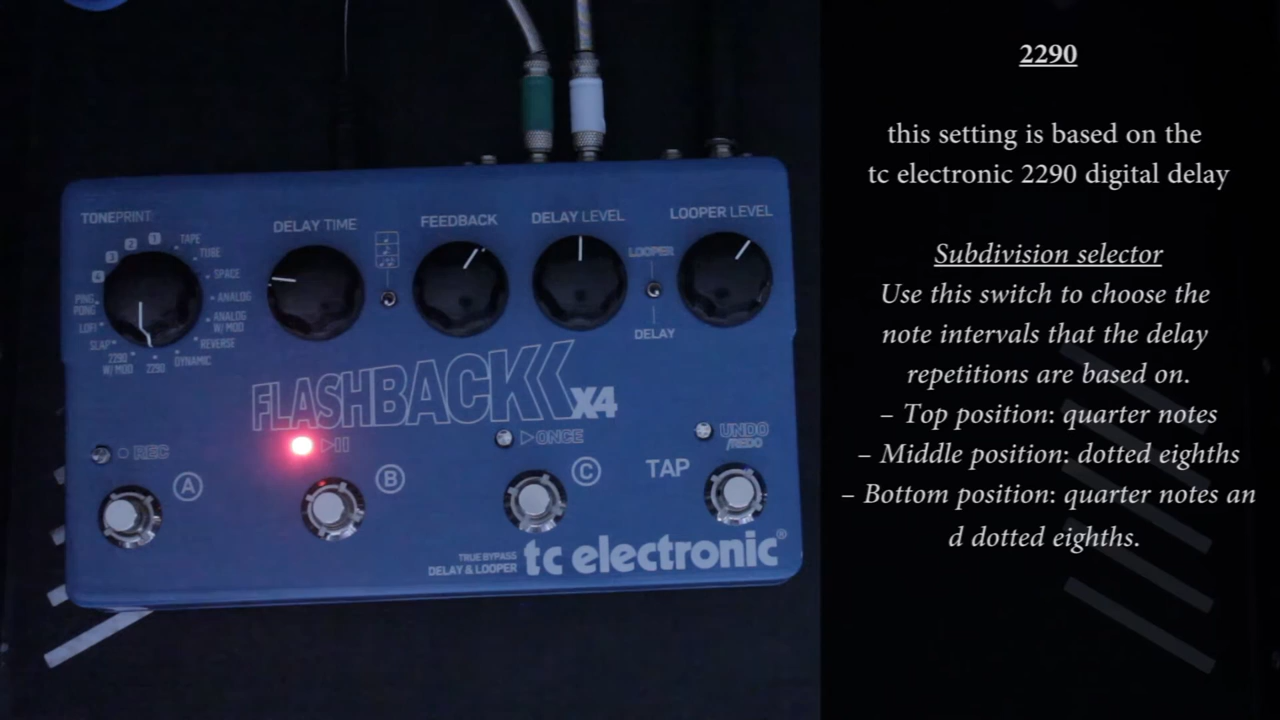 2290
this setting is based on the
tc electronic 2290 digital delay
Subdivision selector
Use this switch to choose the
note intervals that the delay
repetitions are based on.
– Top position: quarter notes
– Middle position: dotted eighths
– Bottom position: quarter notes an
d dotted eighths.
TONEPRINT
DELAY TIME
FEEDBACK
DELAY LEVEL
LOOPER LEVEL
1
2
3
4
TAPE
TUBE
SPACE
ANALOG
ANALOG
W/ MOD
REVERSE
DYNAMIC
2290
2290
W/ MOD
SLAP
LOFI
PING
PONG
LOOPER
DELAY
FLASHBACK X4
REC
ONCE
UNDO
/REDO
A
B
C
TAP
TRUE BYPASS
DELAY & LOOPER
tc electronic®